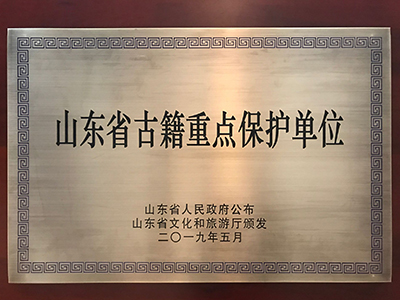 山东省古籍重点保护单位
山东省人民政府公布
山东省文化和旅游厅颁发
二〇一九年五月